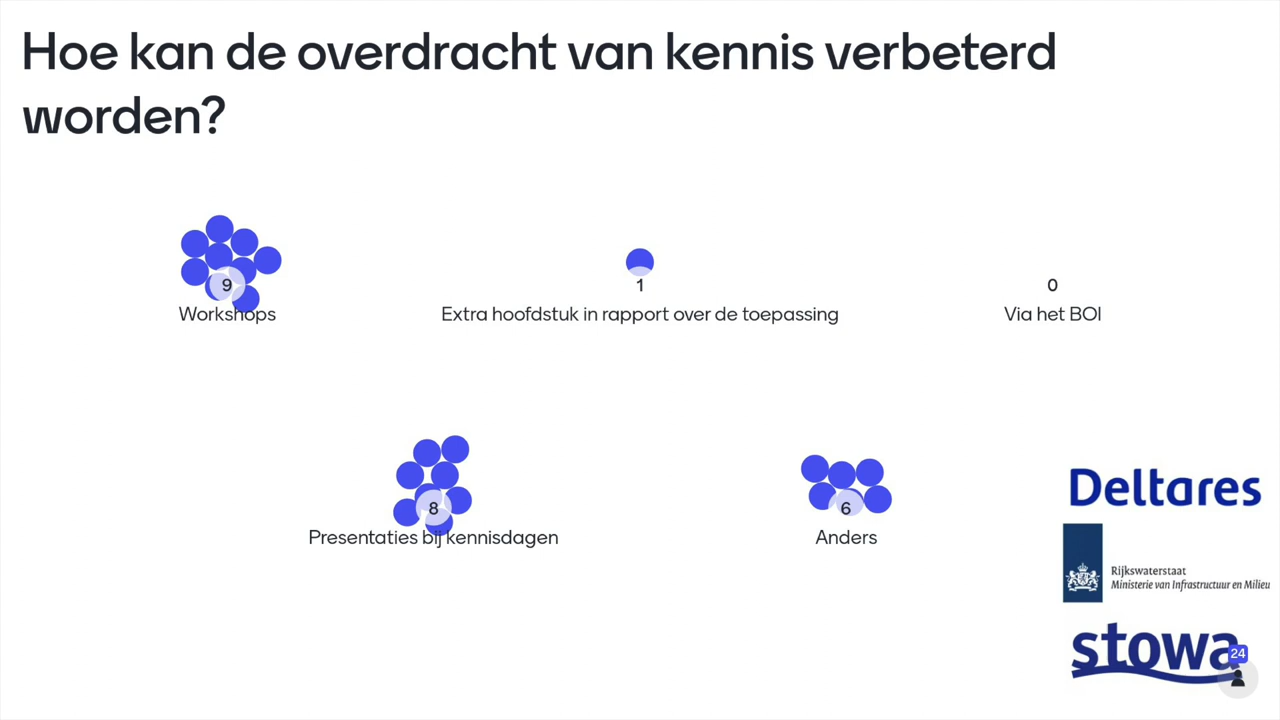 Hoe kan de overdracht van kennis verbeterd
worden?
9
1
0
Workshops
Extra hoofdstuk in rapport over de toepassing
Via het BOI
8
6
Presentaties bij kennisdagen
Anders
Deltares
Rijkswaterstaat
Ministerie van Infrastructuur en Milieu
stowa
24